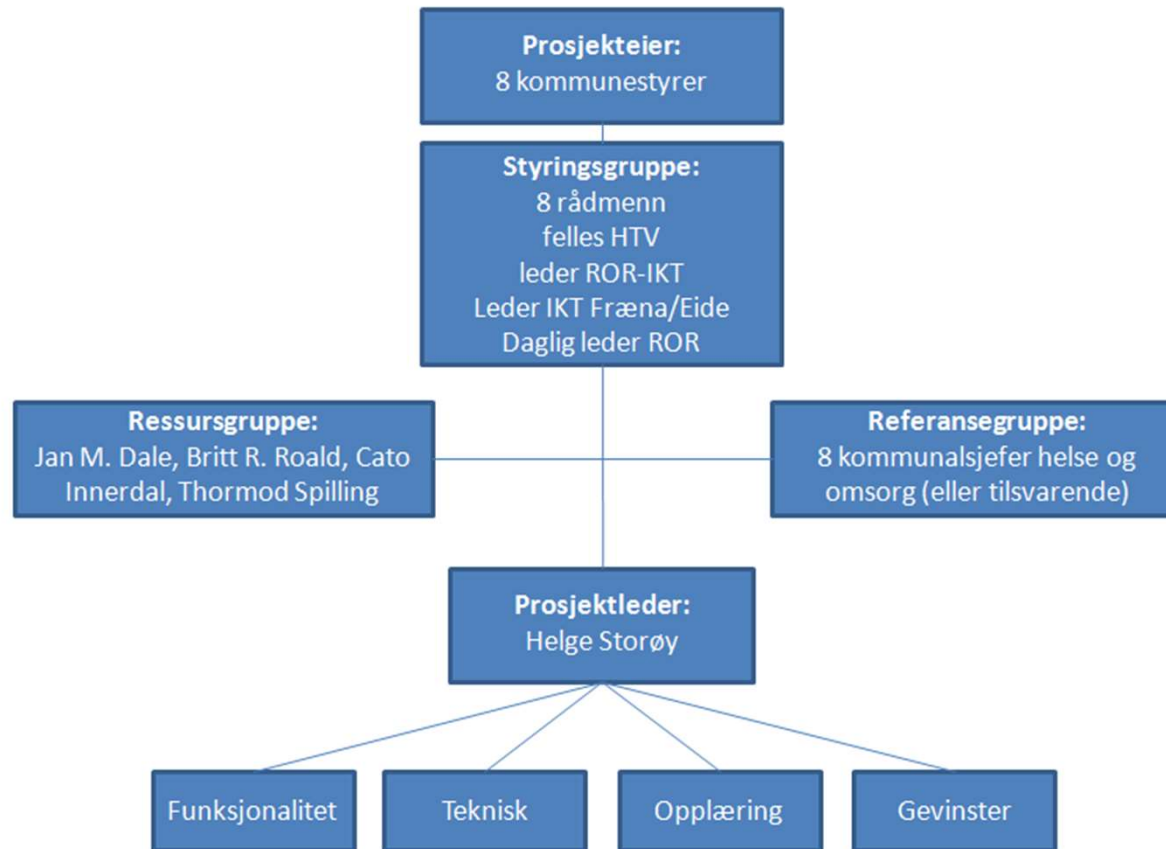 Prosjekteier:
8 kommunestyrer
Styringsgruppe:
8 rådmenn
felles HTV
leder ROR-IKT
Leder IKT Fræna/Eide
Daglig leder ROR
Ressursgruppe:
Jan M. Dale, Britt R. Roald, Cato
Innerdal, Thormod Spilling
Referansegruppe:
8 kommunalsjefer helse og
omsorg (eller tilsvarende)
Prosjektleder:
Helge Storøy
Funksjonalitet
Teknisk
Opplæring
Gevinster